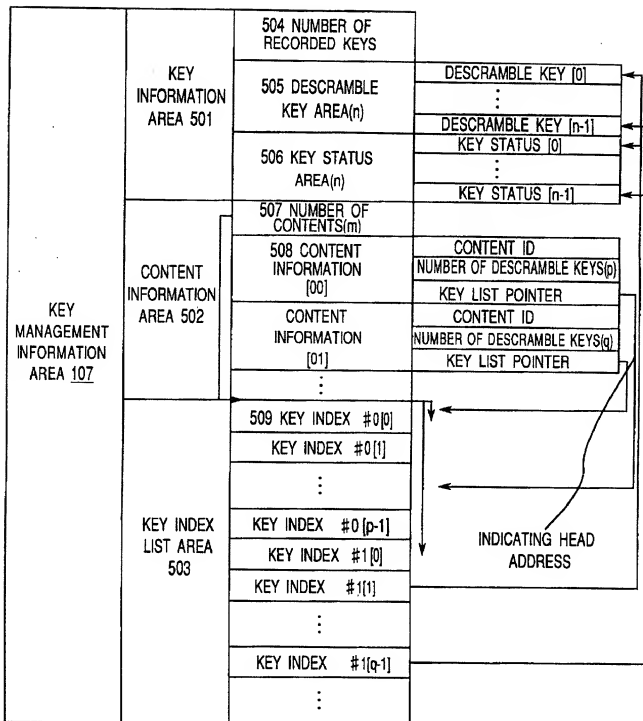 KEY
MANAGEMENT
INFORMATION
AREA 107
KEY
INFORMATION
AREA 501
504 NUMBER OF
RECORDED KEYS
505 DESCRAMBLE
KEY AREA(n)
DESCRAMBLE KEY [0]
⋮
DESCRAMBLE KEY [n-1]
506 KEY STATUS
AREA(n)
KEY STATUS [0]
⋮
KEY STATUS [n-1]
CONTENT
INFORMATION
AREA 502
507 NUMBER OF
CONTENTS(m)
508 CONTENT
INFORMATION
[00]
CONTENT ID
NUMBER OF DESCRAMBLE KEYS(p)
KEY LIST POINTER
CONTENT
INFORMATION
[01]
CONTENT ID
NUMBER OF DESCRAMBLE KEYS(q)
KEY LIST POINTER
⋮
KEY INDEX
LIST AREA
503
509 KEY INDEX #0[0]
KEY INDEX #0[1]
⋮
KEY INDEX #0[p-1]
KEY INDEX #1[0]
KEY INDEX #1[1]
⋮
KEY INDEX #1[q-1]
⋮
INDICATING HEAD
ADDRESS